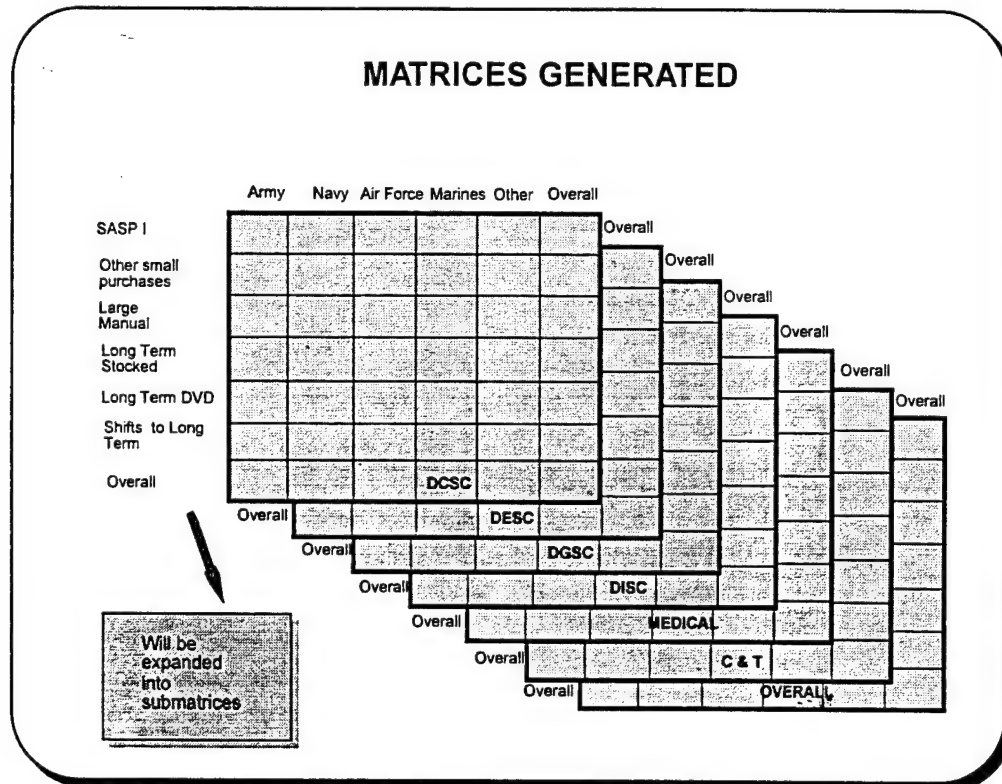 MATRICES GENERATED
Army Navy Air Force Marines Other Overall
SASP I
Other small
purchases
Large
Manual
Long Term
Stocked
Long Term DVD
Shifts to Long
Term
Overall
Overall
Overall
Overall
Overall
Overall
Overall
DCSC
Overall
DESC
Overall
DGSC
Overall
DISC
Overall
MEDICAL
Overall
C & T
Overall
OVERALL
Will be
expanded
into
submatrices